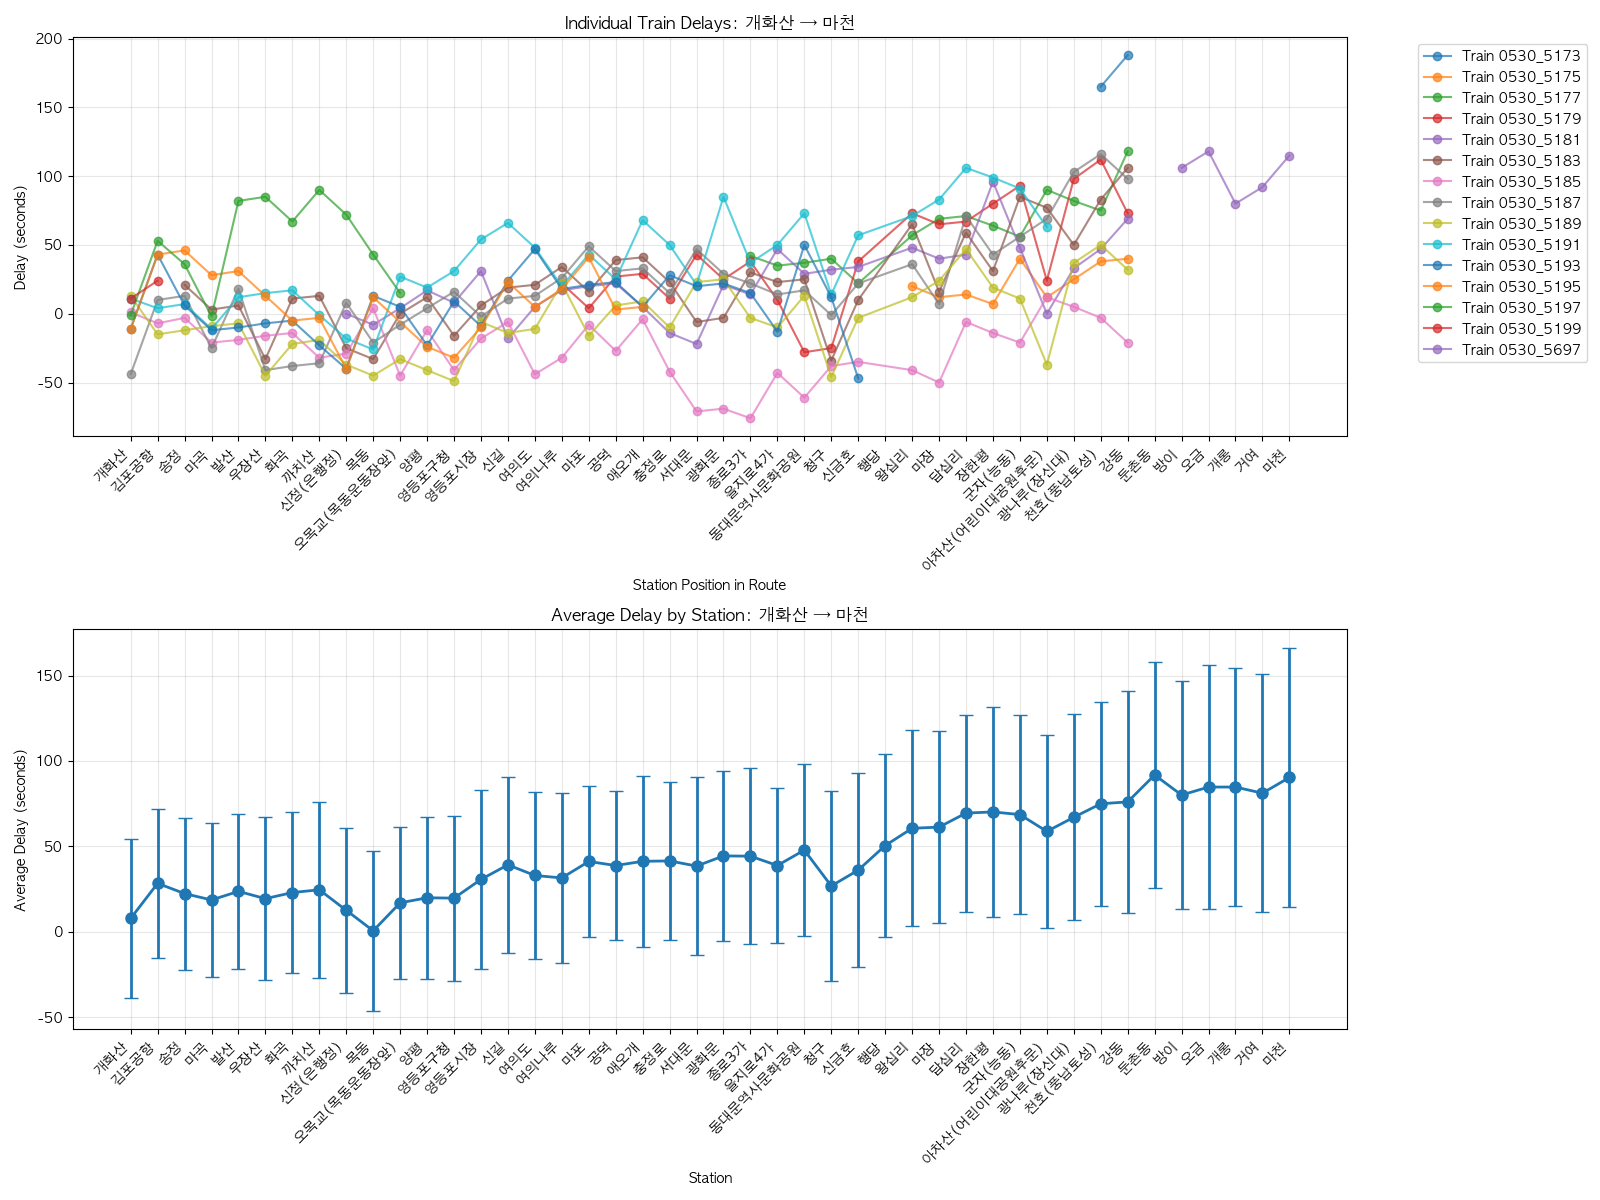 Individual Train Delays: 개화산 → 마천
Delay (seconds)
200
150
100
50
0
-50
개화산
김포공항
송정
마곡
발산
우장산
화곡
까치산
신정(은행정)
목동
오목교(목동운동장앞)
양평
영등포구청
영등포시장
신길
여의도
여의나루
마포
공덕
애오개
충정로
서대문
광화문
종로3가
을지로4가
동대문역사문화공원
청구
신금호
행당
왕십리
마장
답십리
장한평
군자(능동)
아차산(어린이대공원후문)
광나루(장신대)
천호(풍납토성)
강동
둔촌동
방이
오금
개롱
거여
마천
Station Position in Route
Train 0530_5173
Train 0530_5175
Train 0530_5177
Train 0530_5179
Train 0530_5181
Train 0530_5183
Train 0530_5185
Train 0530_5187
Train 0530_5189
Train 0530_5191
Train 0530_5193
Train 0530_5195
Train 0530_5197
Train 0530_5199
Train 0530_5697
Average Delay by Station: 개화산 → 마천
Average Delay (seconds)
150
100
50
0
-50
개화산
김포공항
송정
마곡
발산
우장산
화곡
까치산
신정(은행정)
목동
오목교(목동운동장앞)
양평
영등포구청
영등포시장
신길
여의도
여의나루
마포
공덕
애오개
충정로
서대문
광화문
종로3가
을지로4가
동대문역사문화공원
청구
신금호
행당
왕십리
마장
답십리
장한평
군자(능동)
아차산(어린이대공원후문)
광나루(장신대)
천호(풍납토성)
강동
둔촌동
방이
오금
개롱
거여
마천
Station